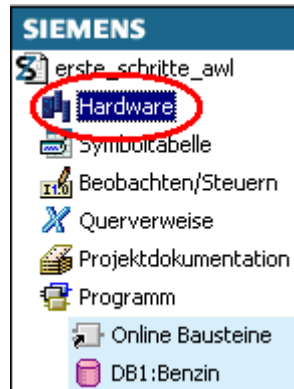 SIEMENS
erste_schritte_awl
Hardware
Symboltabelle
Beobachten/Steuern
Querverweise
Projektdokumentation
Programm
Online Bausteine
DB1:Benzin